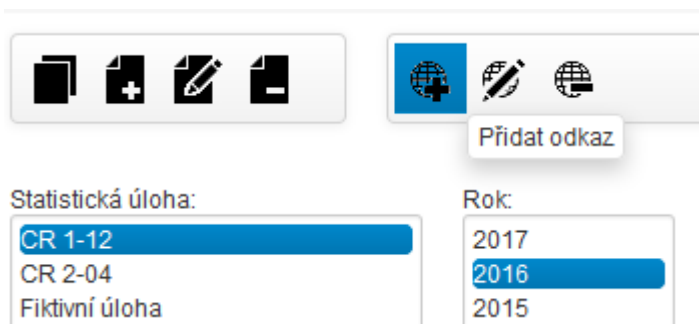 Přidat odkaz
Statistická úloha:
CR 1-12
CR 2-04
Fiktivní úloha
Rok:
2017
2016
2015